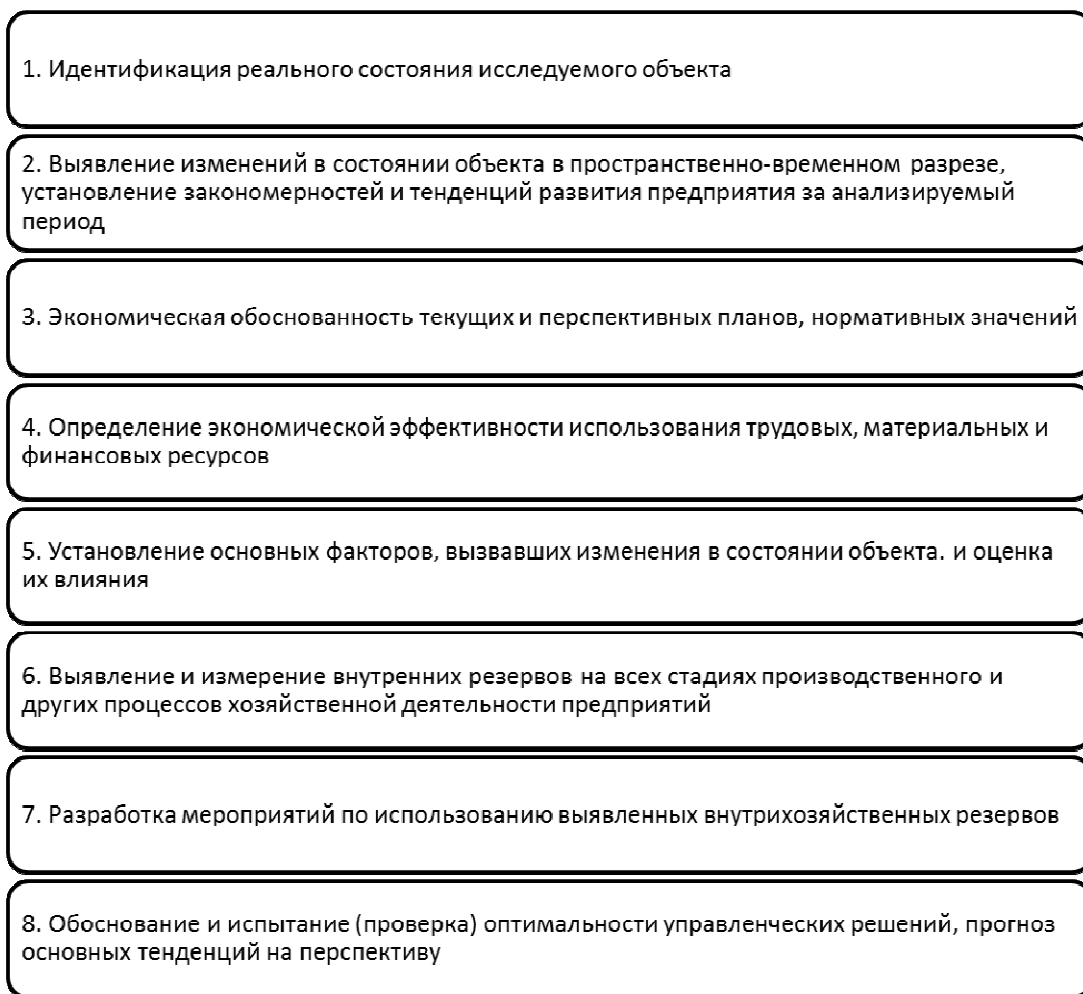 1. Идентификация реального состояния исследуемого объекта
2. Выявление изменений в состоянии объекта в пространственно-временном разрезе,
установление закономерностей и тенденций развития предприятия за анализируемый
период
3. Экономическая обоснованность текущих и перспективных планов, нормативных значений
4. Определение экономической эффективности использования трудовых, материальных и
финансовых ресурсов
5. Установление основных факторов, вызвавших изменения в состоянии объекта. и оценка
их влияния
6. Выявление и измерение внутренних резервов на всех стадиях производственного и
других процессов хозяйственной деятельности предприятий
7. Разработка мероприятий по использованию выявленных внутрихозяйственных резервов
8. Обоснование и испытание (проверка) оптимальности управленческих решений, прогноз
основных тенденций на перспективу